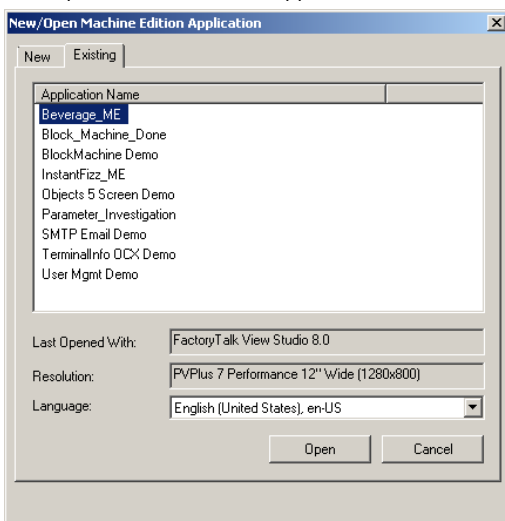 New/Open Machine Edition Application
New Existing
Application Name
Beverage_ME
Block_Machine_Done
BlockMachine Demo
InstantFizz_ME
Objects 5 Screen Demo
Parameter_Investigation
SMTP Email Demo
TerminalInfo OCX Demo
User Mgmt Demo
Last Opened With: FactoryTalk View Studio 8.0
Resolution: PVPlus 7 Performance 12" Wide (1280x800)
Language: English (United States), en-US
Open Cancel